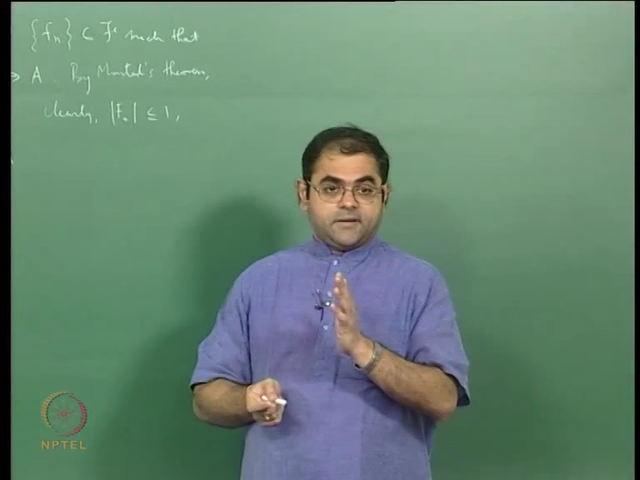 {fₙ} ⊂ ℱ such that
→ A. By Montel's theorem,
clearly, |F₀| ≤ 1,
NPTEL